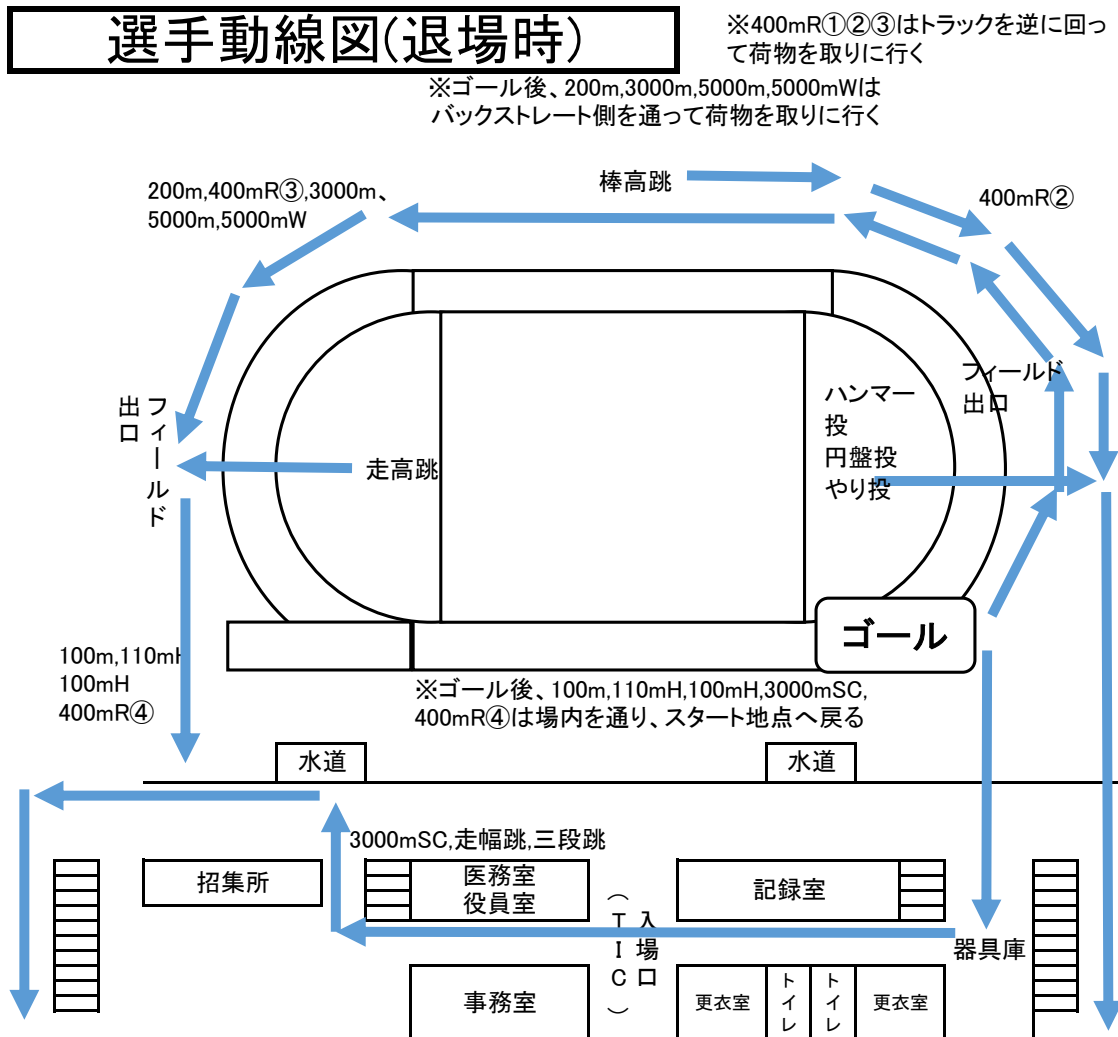 選手動線図(退場時)
※400mR①②③はトラックを逆に回っ
て荷物を取りに行く
※ゴール後、200m,3000m,5000m,5000mWは
バックストレート側を通って荷物を取りに行く
200m,400mR③,3000m、
5000m,5000mW
棒高跳
400mR②
フィールド
出口
フィールド
出口
ハンマー
投
円盤投
やり投
走高跳
ゴール
100m,110mH
100mH
400mR④
※ゴール後、100m,110mH,100mH,3000mSC,
400mR④は場内を通り、スタート地点へ戻る
水道
水道
3000mSC,走幅跳,三段跳
招集所
医務室
役員室
入場口
（TIC）
記録室
器具庫
事務室
更衣室
トイレ
トイレ
更衣室